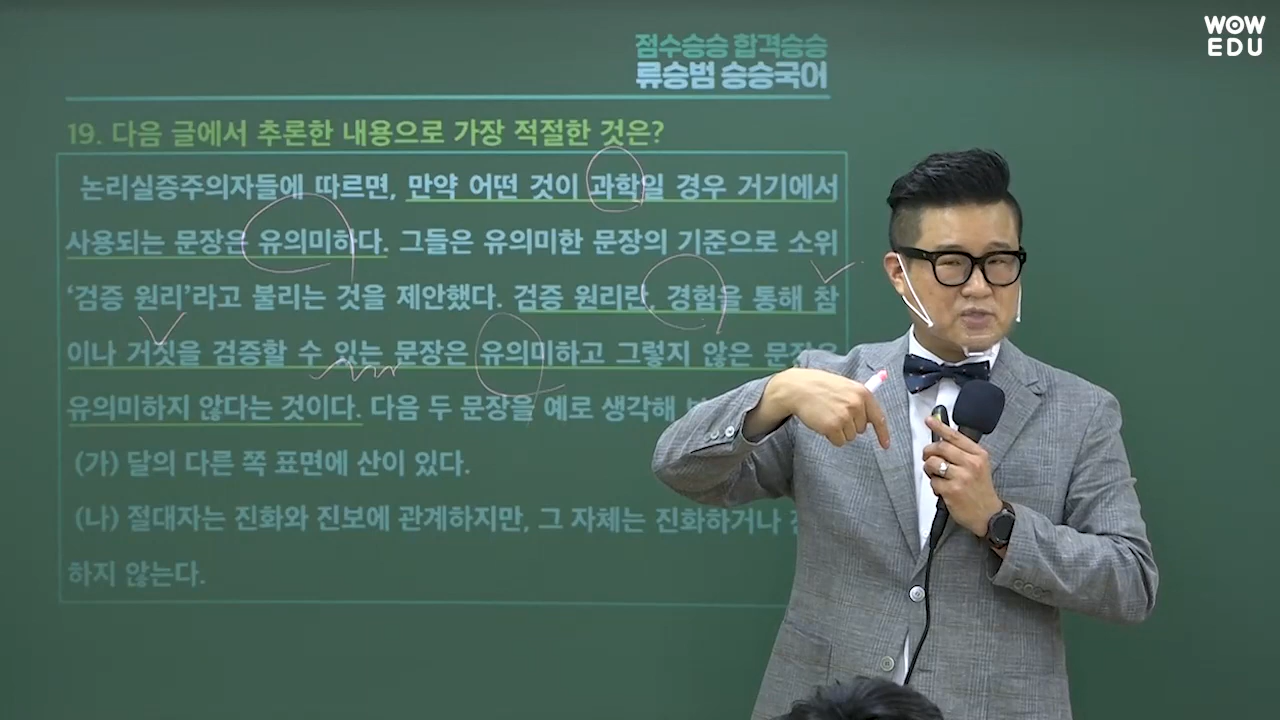 WOW
EDU
점수승승 합격승승
류승범 승승국어
19. 다음 글에서 추론한 내용으로 가장 적절한 것은?
논리실증주의자들에 따르면, 만약 어떤 것이 과학일 경우 거기에서
사용되는 문장은 유의미하다. 그들은 유의미한 문장의 기준으로 소위
‘검증 원리’라고 불리는 것을 제안했다. 검증 원리란, 경험을 통해 참
이나 거짓을 검증할 수 있는 문장은 유의미하고 그렇지 않은 문장은
유의미하지 않다는 것이다. 다음 두 문장을 예로 생각해
(가) 달의 다른 쪽 표면에 산이 있다.
(나) 절대자는 진화와 진보에 관계하지만, 그 자체는 진화하거나
하지 않는다.